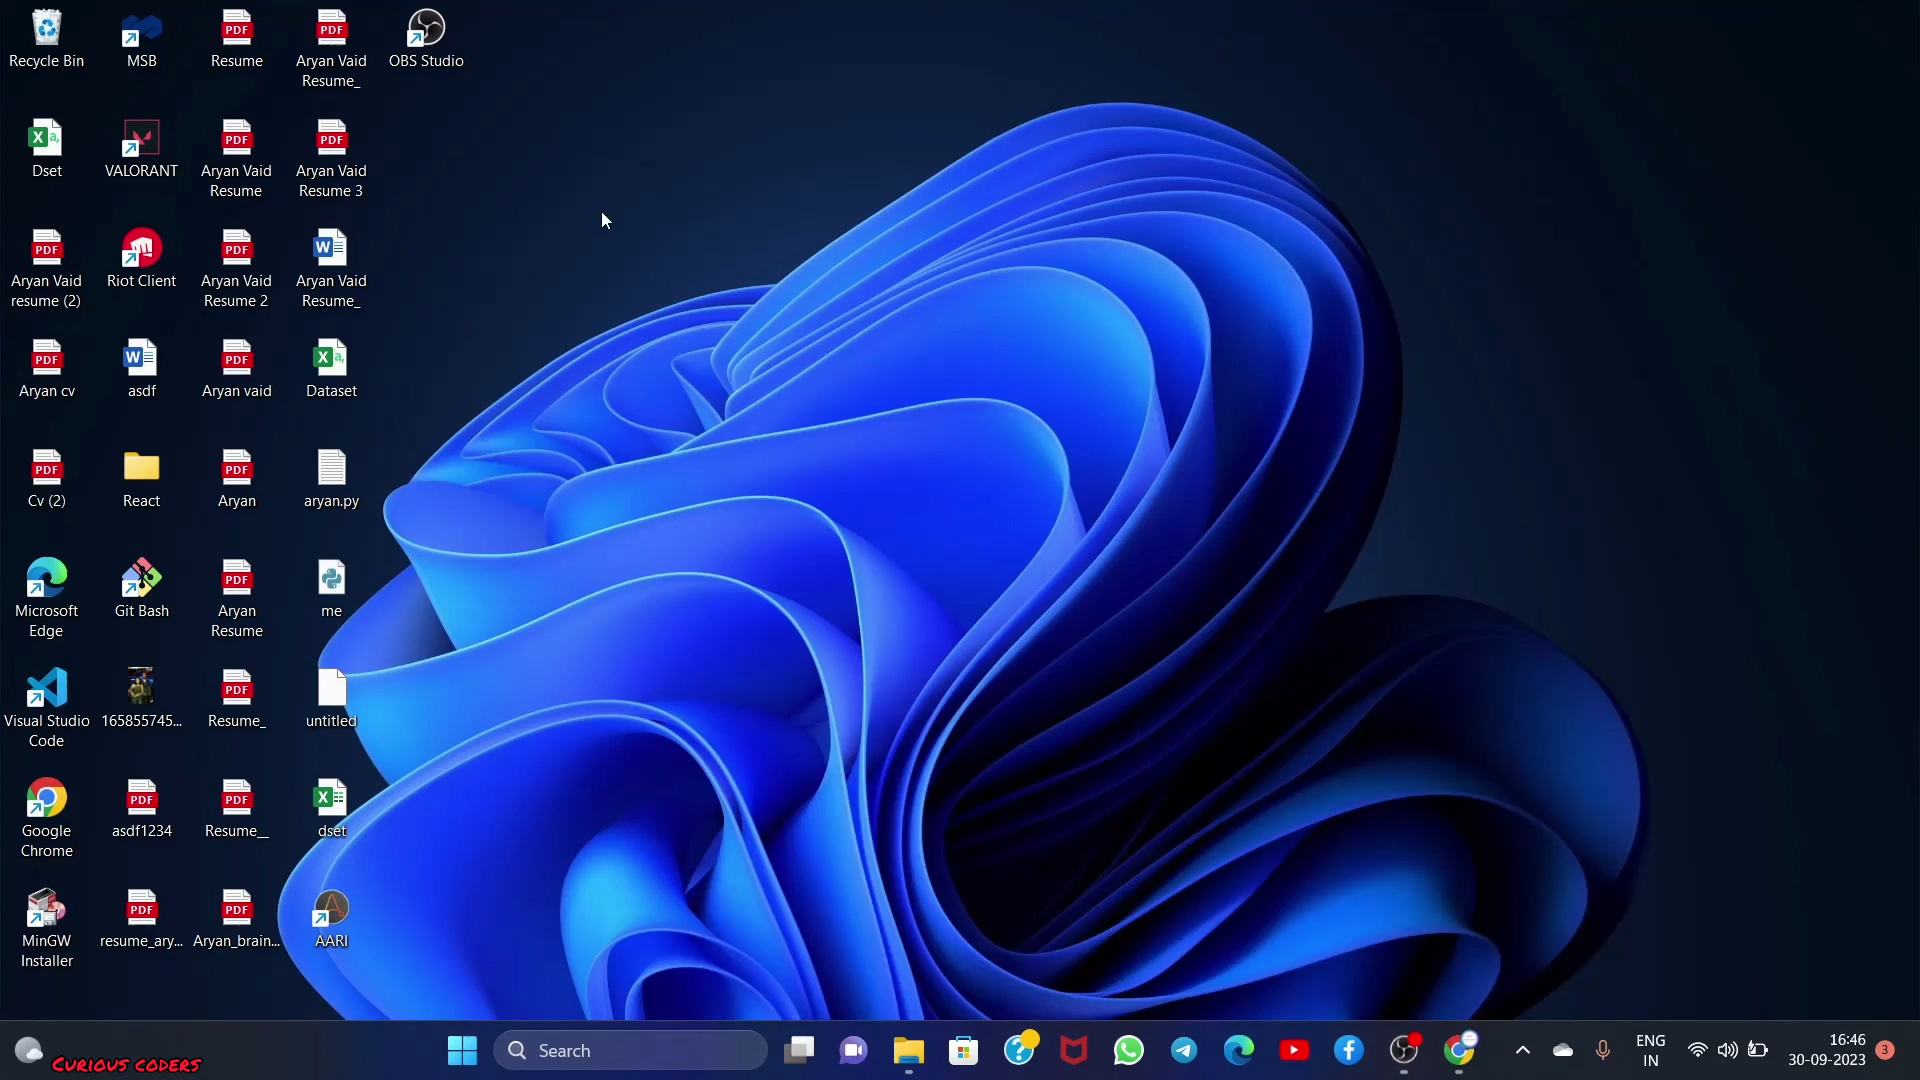 Recycle Bin
MSB
Resume
Aryan Vaid
Resume_
OBS Studio
Dset
VALORANT
Aryan Vaid
Resume
Aryan Vaid
Resume 3
Aryan Vaid
resume (2)
Riot Client
Aryan Vaid
Resume 2
Aryan Vaid
Resume_
Aryan cv
asdf
Aryan vaid
Dataset
Cv (2)
React
Aryan
aryan.py
Microsoft
Edge
Git Bash
Aryan
Resume
me
Visual Studio
Code
165855745...
Resume_
untitled
Google
Chrome
asdf1234
Resume__
dset
MinGW
Installer
resume_ary...
Aryan_brain...
AARI
Curious coders
Search
ENG
IN
16:46
30-09-2023
3